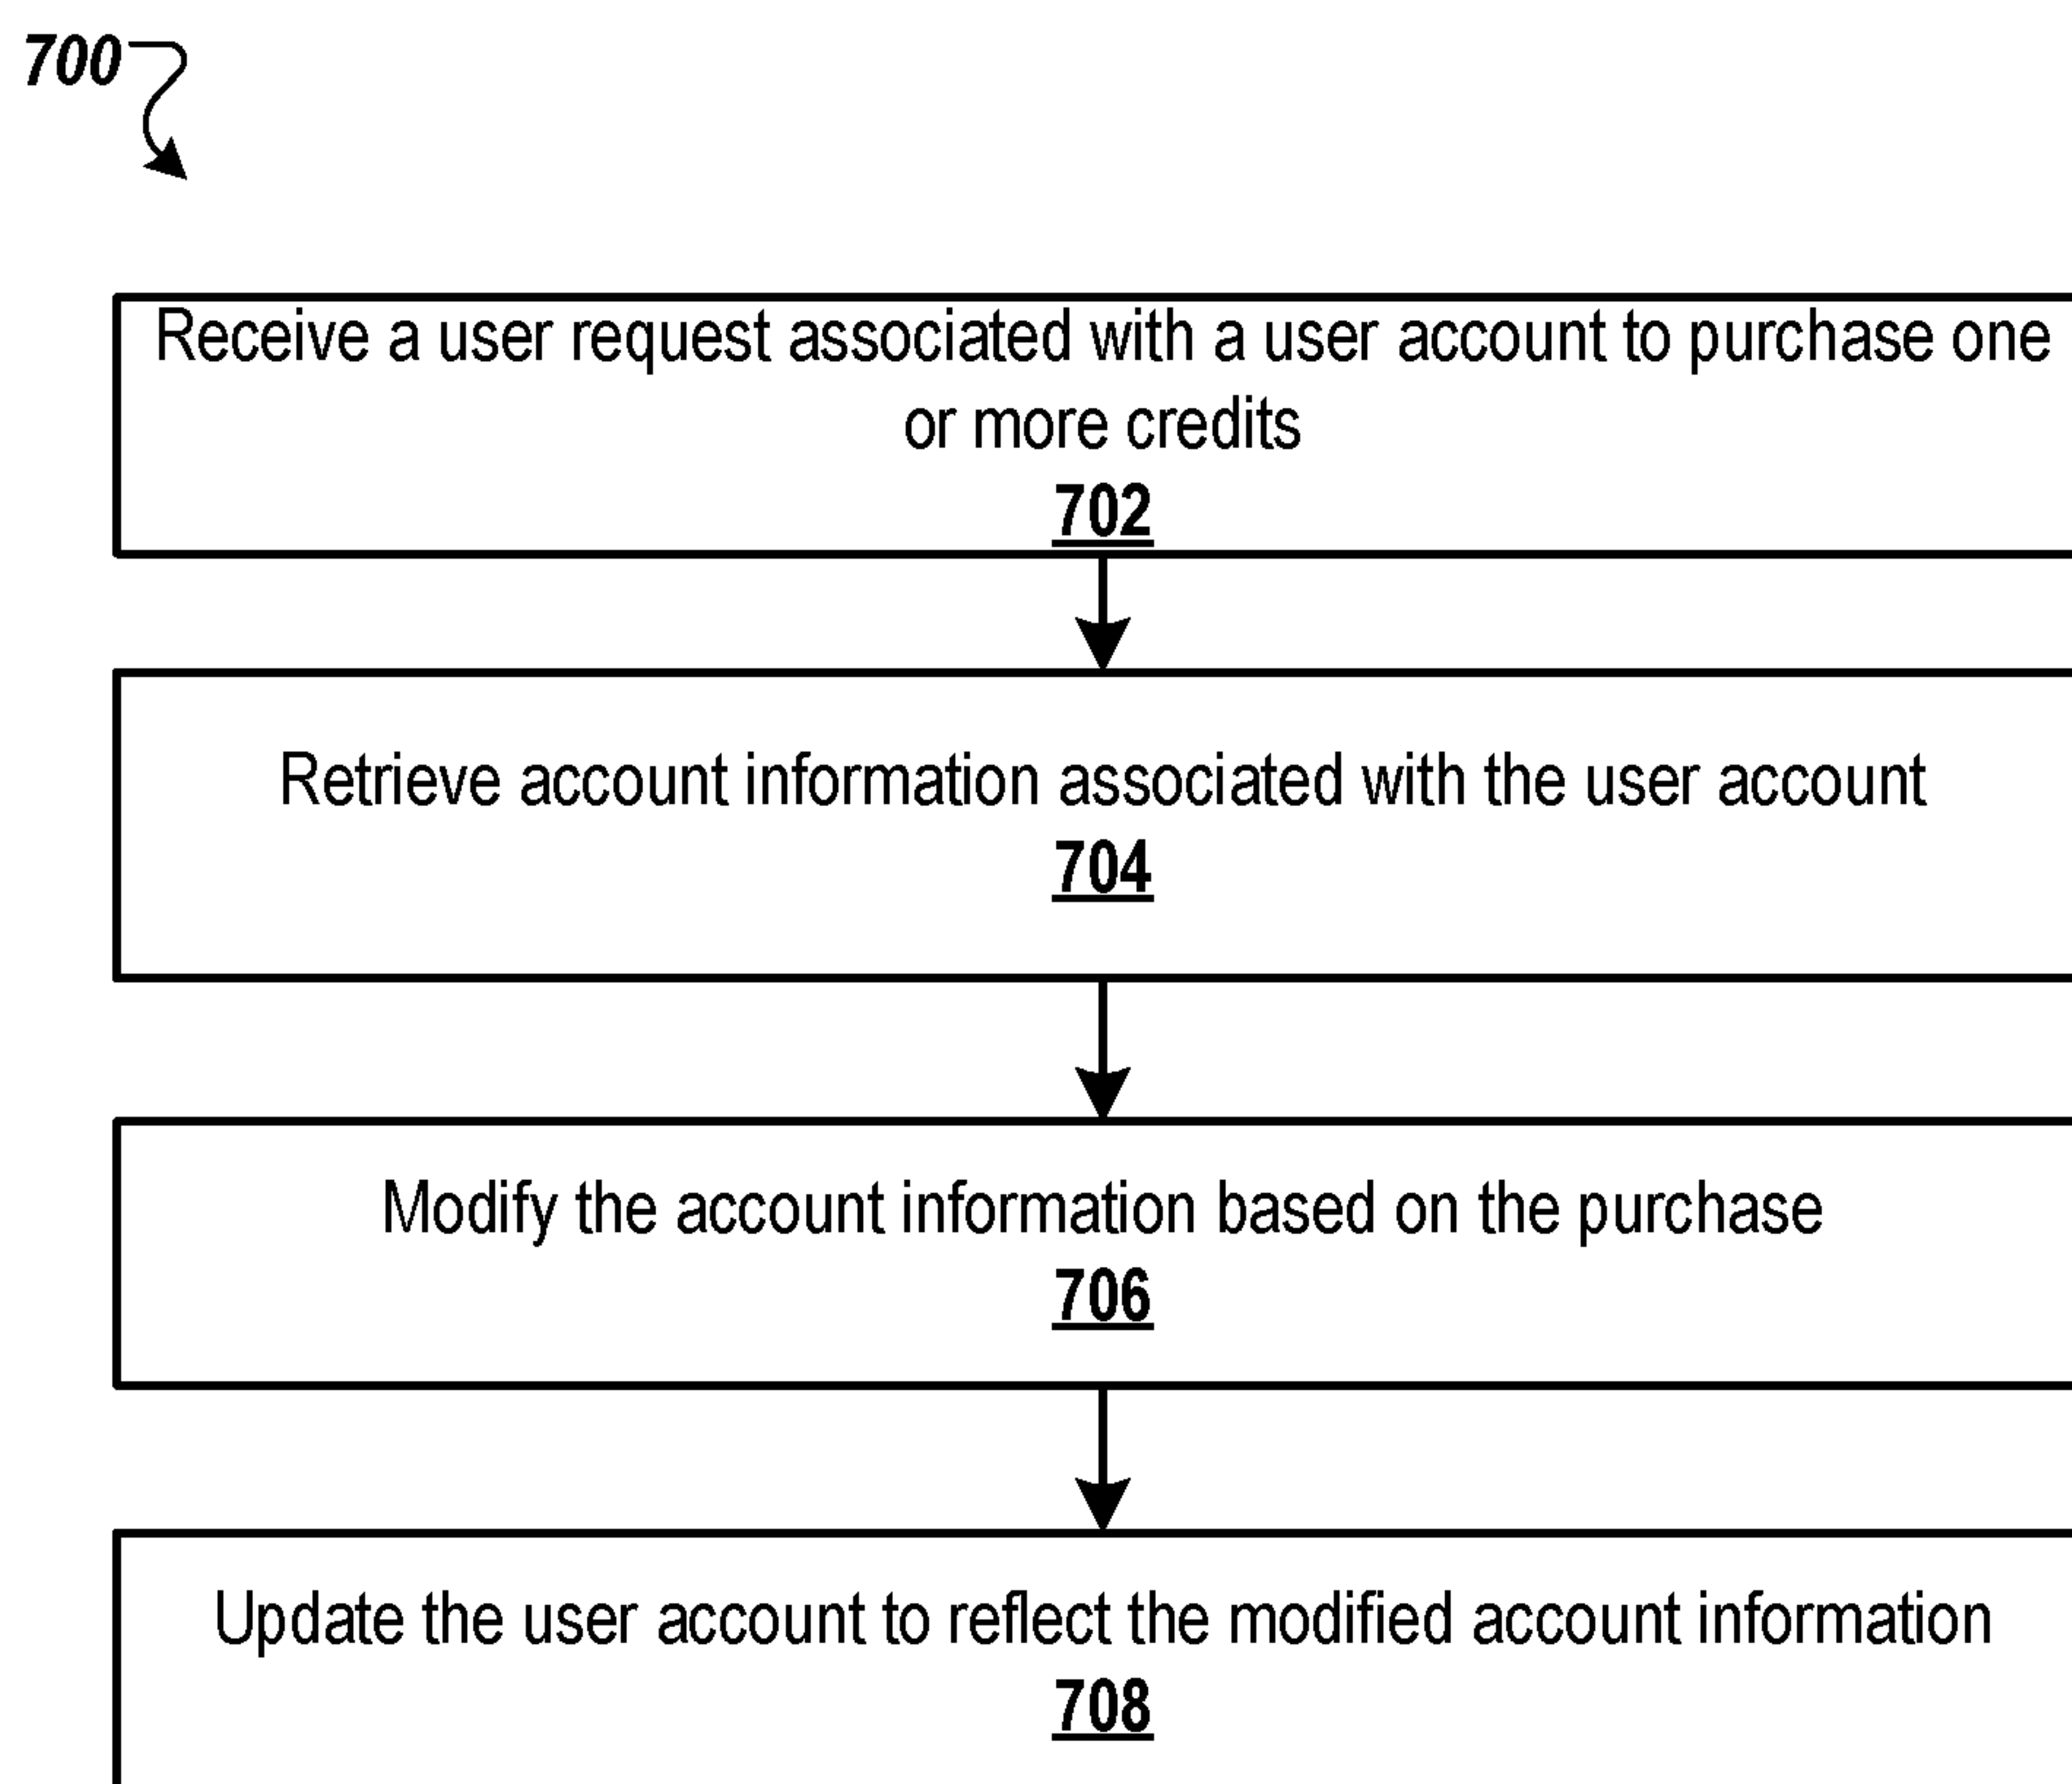 700
Receive a user request associated with a user account to purchase one
or more credits
702
Retrieve account information associated with the user account
704
Modify the account information based on the purchase
706
Update the user account to reflect the modified account information
708